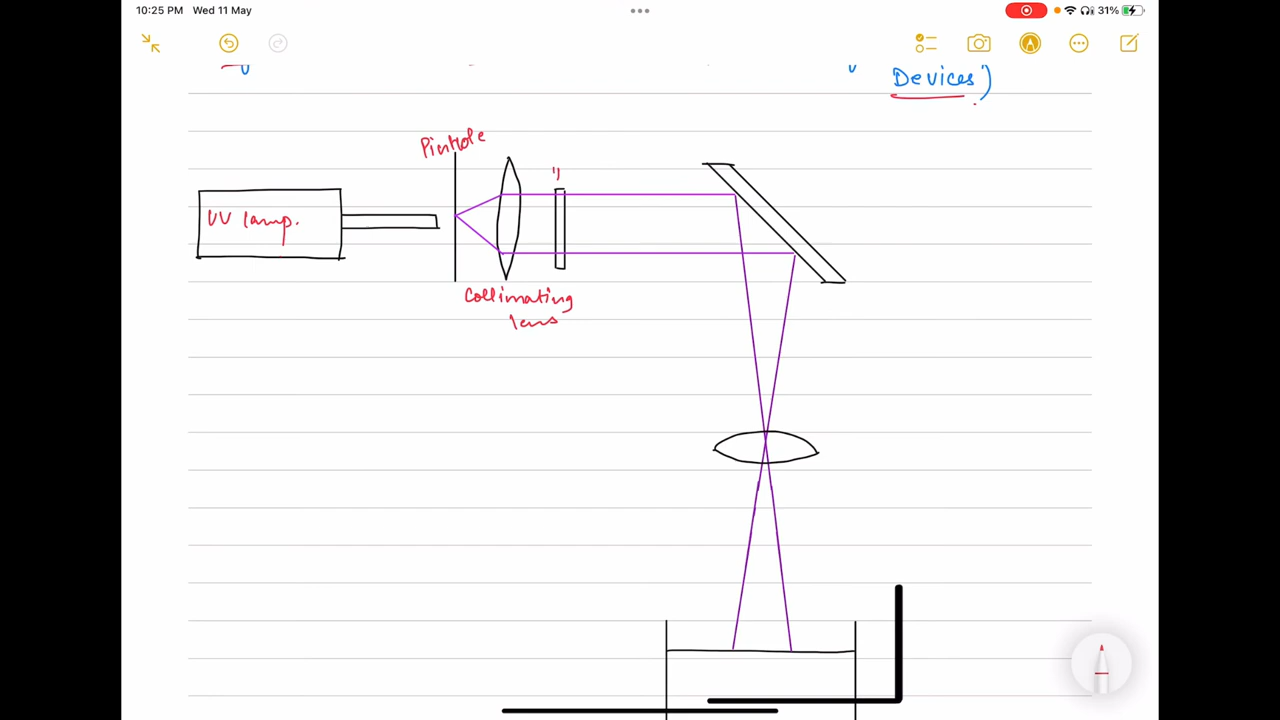 10:25 PM Wed 11 May
31%
Devices")
Pinhole
UV lamp.
Collimating
lens